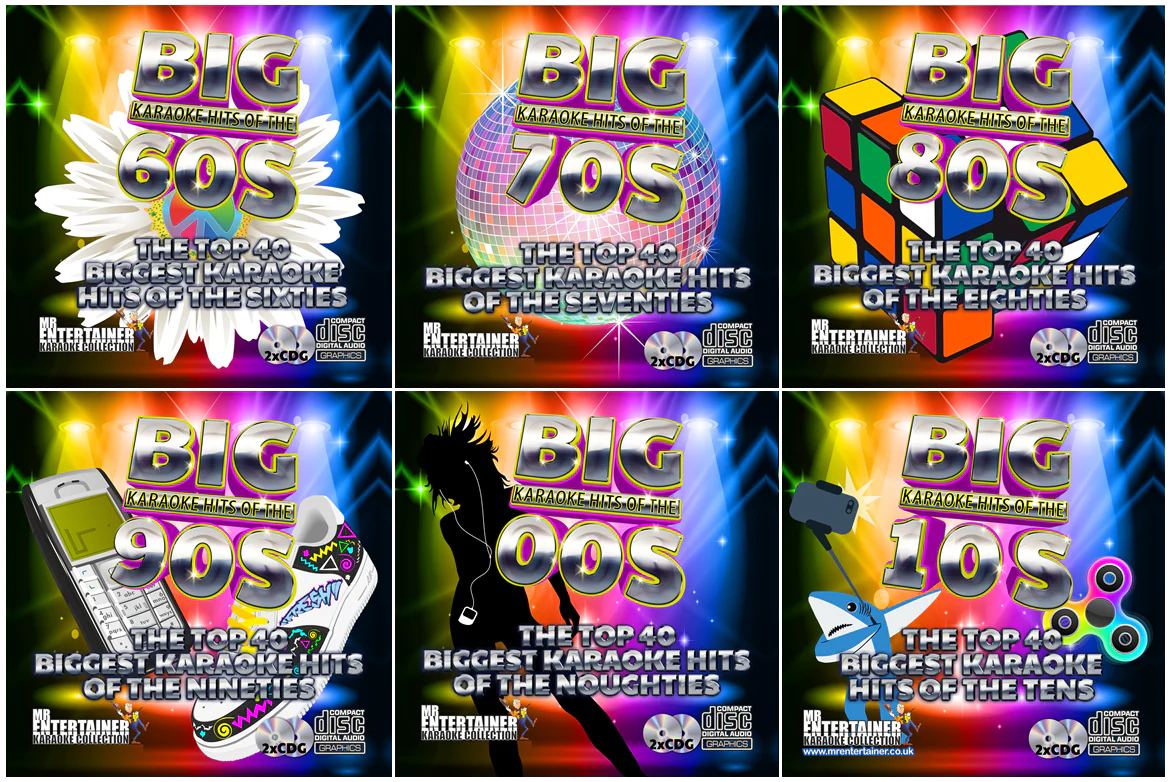 BIG
KARAOKE HITS OF THE
60S
THE TOP 40
BIGGEST KARAOKE
HITS OF THE SIXTIES
MR
ENTERTAINER
KARAOKE COLLECTION
2xCDG
COMPACT
disc
DIGITAL AUDIO
GRAPHICS
BIG
KARAOKE HITS OF THE
70S
THE TOP 40
BIGGEST KARAOKE HITS
OF THE SEVENTIES
MR
ENTERTAINER
KARAOKE COLLECTION
2xCDG
COMPACT
disc
DIGITAL AUDIO
GRAPHICS
BIG
KARAOKE HITS OF THE
80S
THE TOP 40
BIGGEST KARAOKE HITS
OF THE EIGHTIES
MR
ENTERTAINER
KARAOKE COLLECTION
2xCDG
COMPACT
disc
DIGITAL AUDIO
GRAPHICS
BIG
KARAOKE HITS OF THE
90S
FRESH
THE TOP 40
BIGGEST KARAOKE HITS
OF THE NINETIES
MR
ENTERTAINER
KARAOKE COLLECTION
2xCDG
COMPACT
disc
DIGITAL AUDIO
GRAPHICS
BIG
KARAOKE HITS OF THE
00S
THE TOP 40
BIGGEST KARAOKE HITS
OF THE NOUGHTIES
MR
ENTERTAINER
KARAOKE COLLECTION
2xCDG
COMPACT
disc
DIGITAL AUDIO
GRAPHICS
BIG
KARAOKE HITS OF THE
10S
THE TOP 40
BIGGEST KARAOKE
HITS OF THE TENS
MR
ENTERTAINER
KARAOKE COLLECTION
www.mrentertainer.co.uk
2xCDG
COMPACT
disc
DIGITAL AUDIO
GRAPHICS